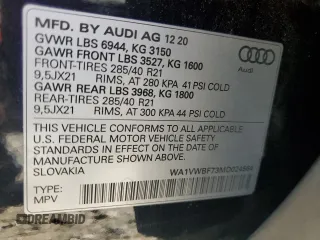 MFD. BY AUDI AG 12 20
GVWR LBS 6944, KG 3150
GAWR FRONT LBS 3527, KG 1600
FRONT-TIRES 285/40 R21
9,5JX21 RIMS, AT 280 KPA 41 PSI COLD
GAWR REAR LBS 3968, KG 1800
REAR-TIRES 285/40 R21
9,5JX21 RIMS, AT 300 KPA 44 PSI COLD
Audi
THIS VEHICLE CONFORMS TO ALL APPLICABLE
U.S. FEDERAL MOTOR VEHICLE SAFETY
STANDARDS IN EFFECT ON THE DATE OF
MANUFACTURE SHOWN ABOVE.
SLOVAKIA
TYPE:
MPV